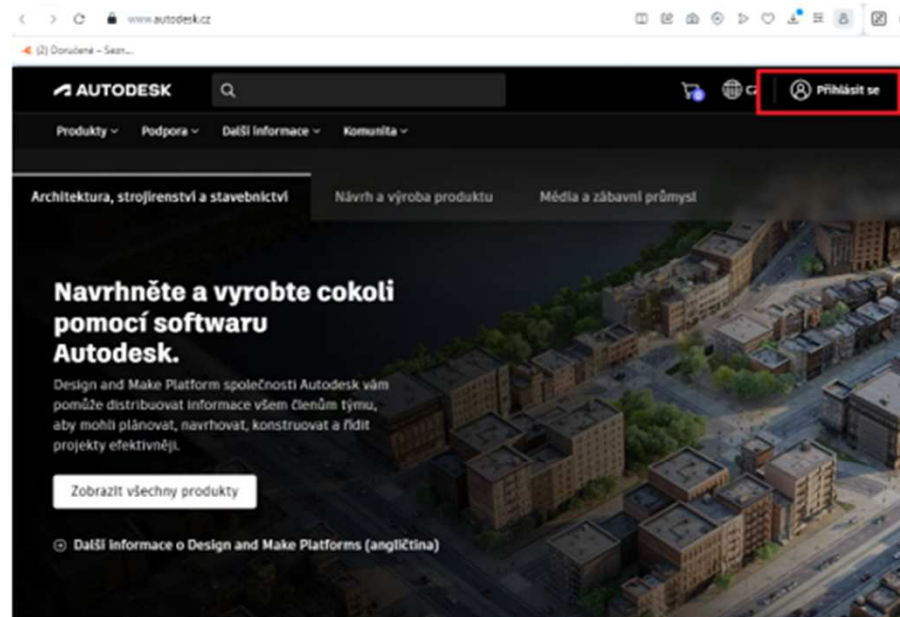 www.autodesk.cz
(2) Doručené – Sezn...
AUTODESK
CZ
Přihlásit se
Produkty
Podpora
Další informace
Komunita
Architektura, strojírenství a stavebnictví
Návrh a výroba produktu
Média a zábavní průmysl
Navrhněte a vyrobte cokoli
pomocí softwaru
Autodesk.
Design and Make Platform společnosti Autodesk vám
pomůže distribuovat informace všem členům týmu,
aby mohli plánovat, navrhovat, konstruovat a řídit
projekty efektivněji.
Zobrazit všechny produkty
Další informace o Design and Make Platforms (angličtina)